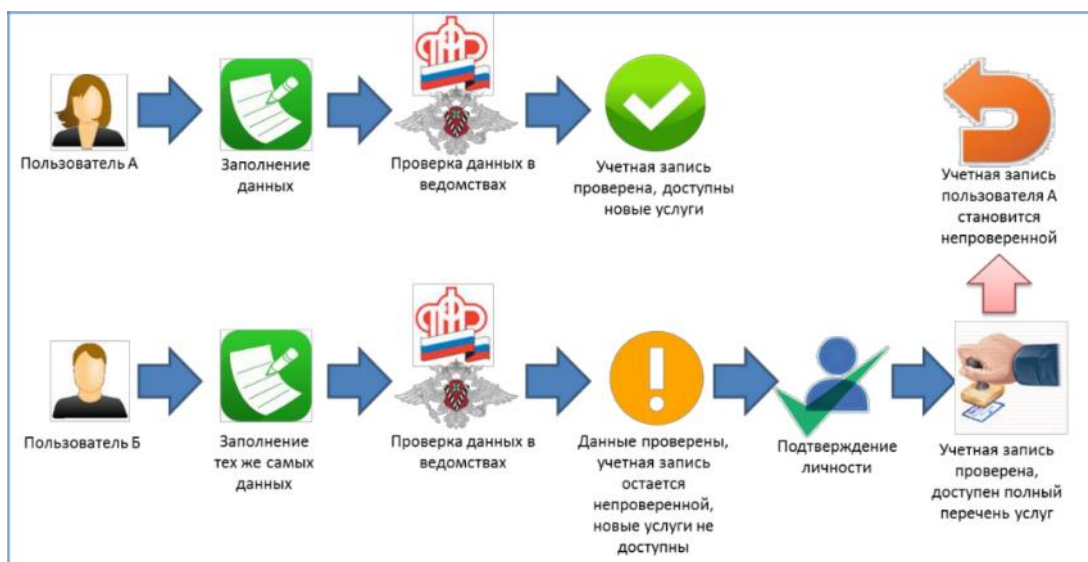 Пользователь А
Заполнение
данных
Проверка данных в
ведомствах
Учетная запись
проверена, доступны
новые услуги
Учетная запись
пользователя А
становится
непроверенной
Пользователь Б
Заполнение
тех же самых
данных
Проверка данных в
ведомствах
Данные проверены,
учетная запись
остается
непроверенной,
новые услуги не
доступны
Подтверждение
личности
Учетная запись
проверена,
доступен полный
перечень услуг